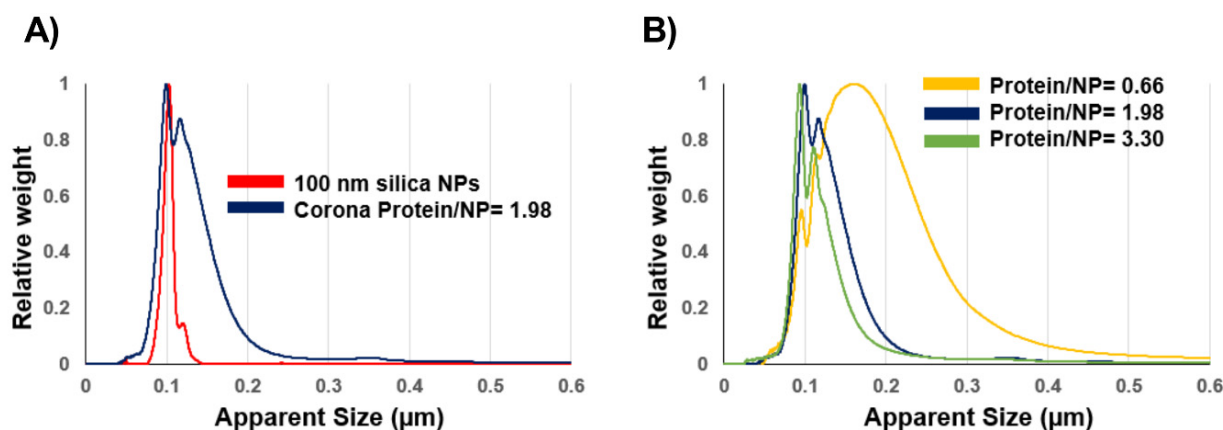 A)
Relative weight
1
0.8
0.6
0.4
0.2
0
100 nm silica NPs
Corona Protein/NP= 1.98
0 0.1 0.2 0.3 0.4 0.5 0.6
Apparent Size (µm)
B)
Relative weight
1
0.8
0.6
0.4
0.2
0
Protein/NP= 0.66
Protein/NP= 1.98
Protein/NP= 3.30
0 0.1 0.2 0.3 0.4 0.5 0.6
Apparent Size (µm)